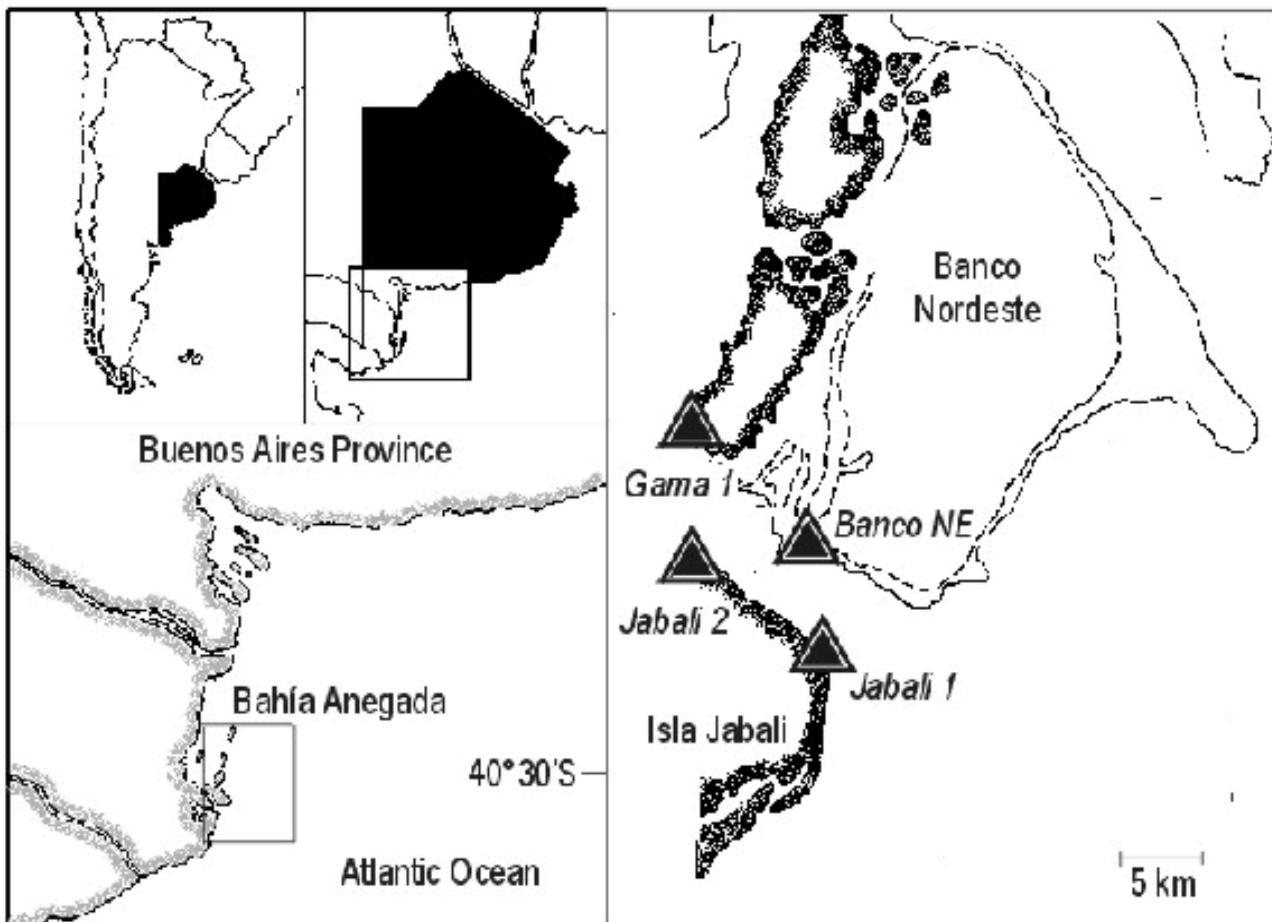 Buenos Aires Province
Bahía Anegada
40°30'S
Atlantic Ocean
Banco
Nordeste
Gama 1
Banco NE
Jabali 2
Jabali 1
Isla Jabali
5 km